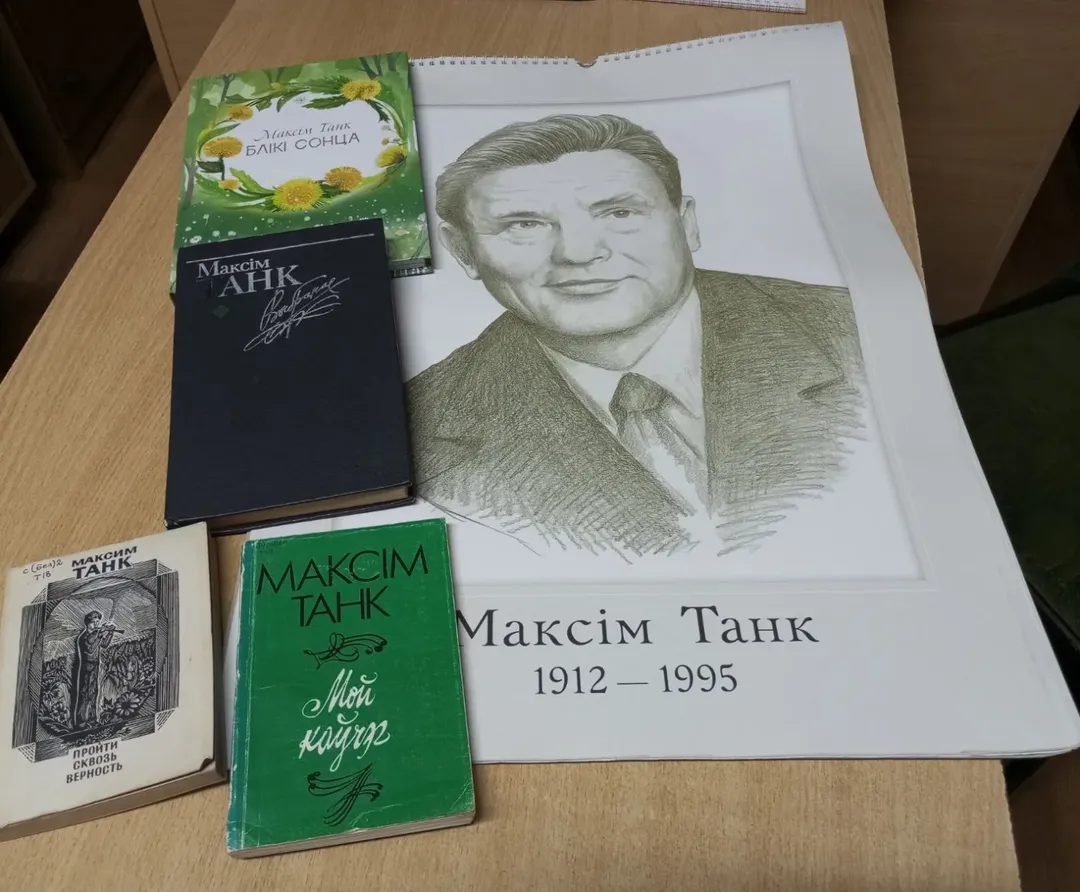 Максім Танк
БЛІКІ СОНЦА
Максім
ТАНК
Выбранае
с(бел)2
Т18
МАКСИМ
ТАНК
ПРОЙТИ
СКВОЗЬ
ВЕРНОСТЬ
МАКСІМ
ТАНК
Мой
каўчэг
Максім Танк
1912 – 1995